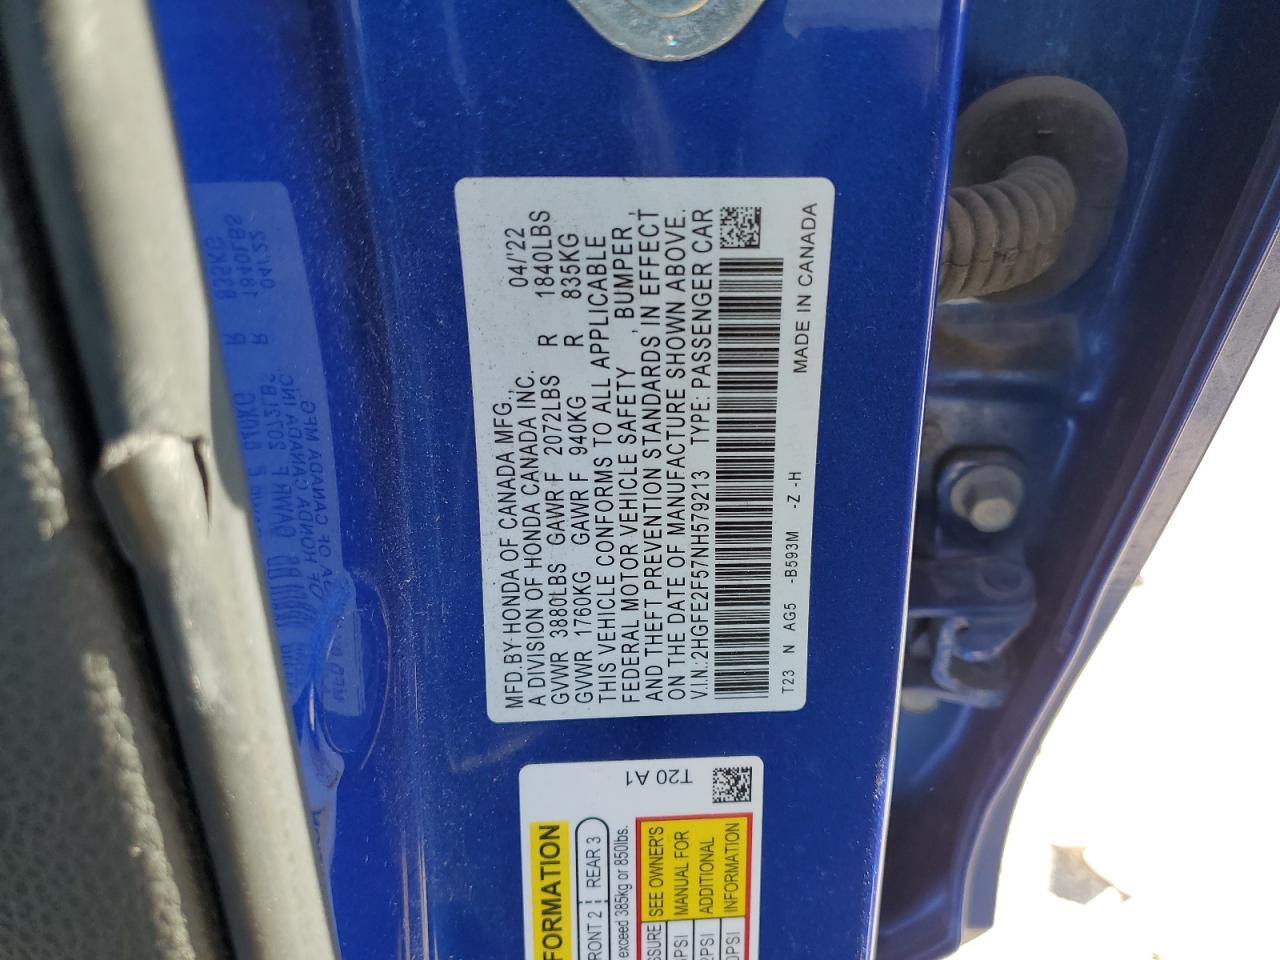 MFD.BY HONDA OF CANADA MFG., 04/'22
A DIVISION OF HONDA CANADA INC.
GVWR 3880LBS GAWR F 2072LBS R 1840LBS
GVWR 1760KG GAWR F 940KG R 835KG
THIS VEHICLE CONFORMS TO ALL APPLICABLE
FEDERAL MOTOR VEHICLE SAFETY, BUMPER,
AND THEFT PREVENTION STANDARDS IN EFFECT
ON THE DATE OF MANUFACTURE SHOWN ABOVE.
V.I.N.:2HGFE2F57NH579213 TYPE: PASSENGER CAR
T23 N AG5 -B593M -Z -H MADE IN CANADA
T20 A1
FORMATION
FRONT 2 REAR 3
exceed 385kg or 850lbs.
SEE OWNER'S
MANUAL FOR
ADDITIONAL
INFORMATION